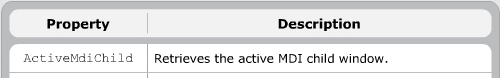 Property Description
ActiveMdiChild Retrieves the active MDI child window.